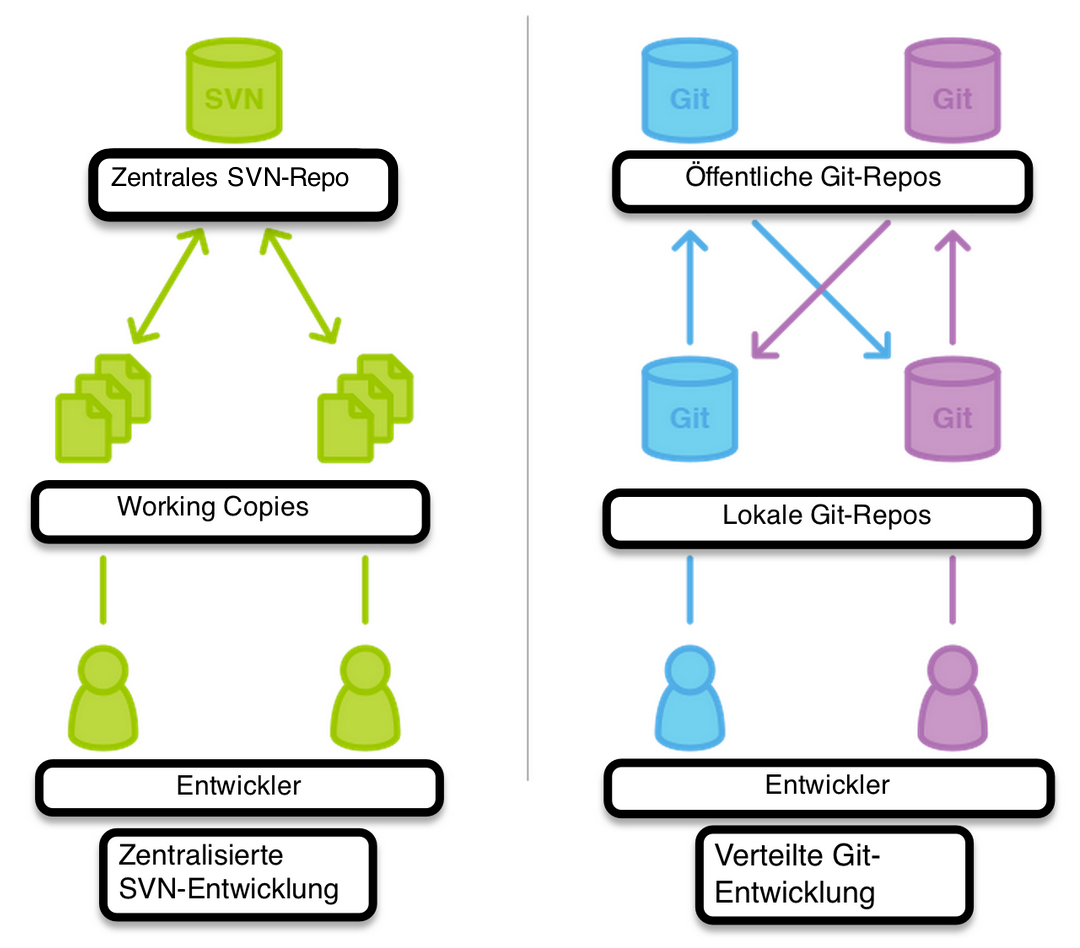 SVN
Zentrales SVN-Repo
Working Copies
Entwickler
Zentralisierte
SVN-Entwicklung
Git
Git
Öffentliche Git-Repos
Git
Git
Lokale Git-Repos
Entwickler
Verteilte Git-
Entwicklung